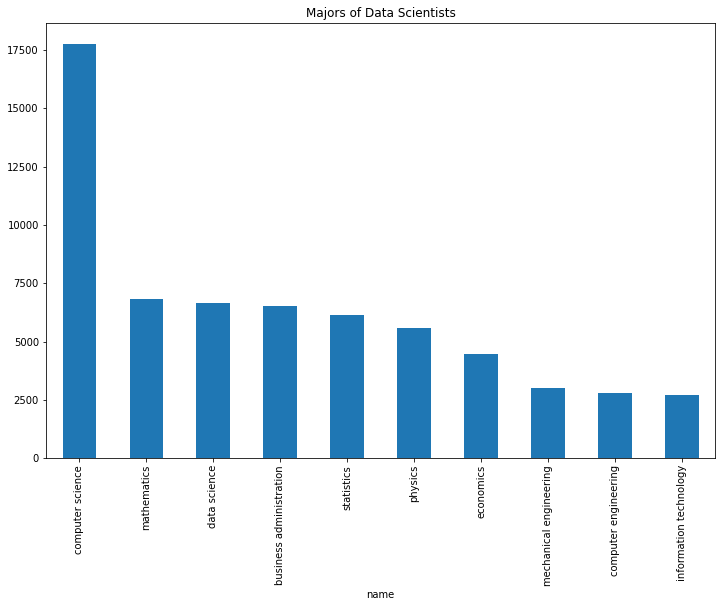 Majors of Data Scientists
17500
15000
12500
10000
7500
5000
2500
0
computer science
mathematics
data science
business administration
statistics
physics
economics
mechanical engineering
computer engineering
information technology
name